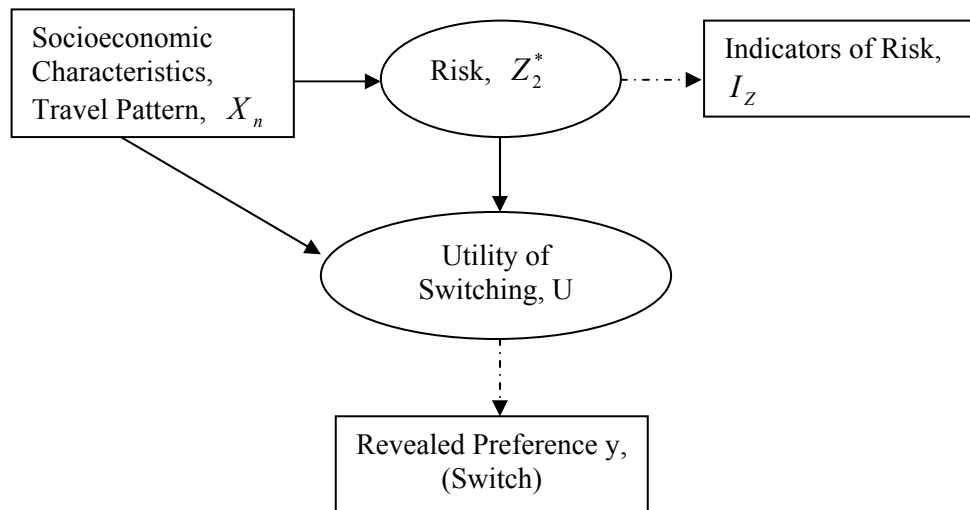 Socioeconomic
Characteristics,
Travel Pattern, X_n
Risk, Z_2^*
Indicators of Risk,
I_Z
Utility of
Switching, U
Revealed Preference y,
(Switch)